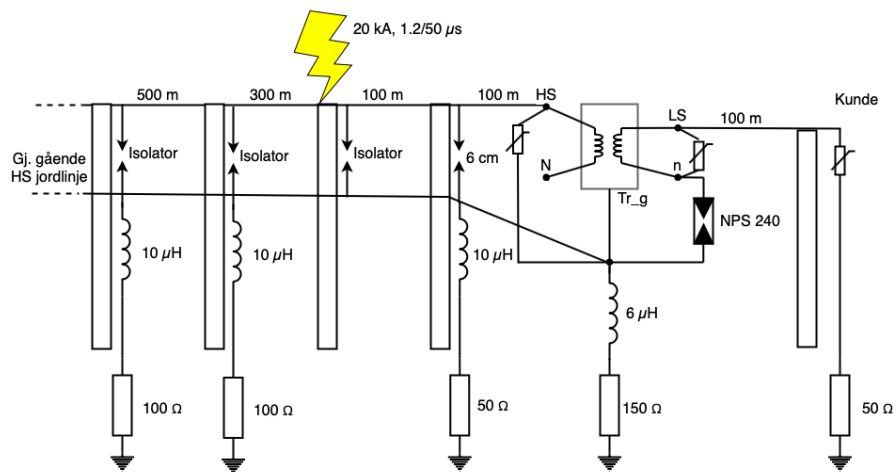 20 kA, 1.2/50 µs
500 m
300 m
100 m
100 m
HS
LS
100 m
Kunde
Isolator
Isolator
Isolator
6 cm
Gj. gående
HS jordlinje
N
n
Tr_g
NPS 240
10 µH
10 µH
10 µH
6 µH
100 Ω
100 Ω
50 Ω
150 Ω
50 Ω